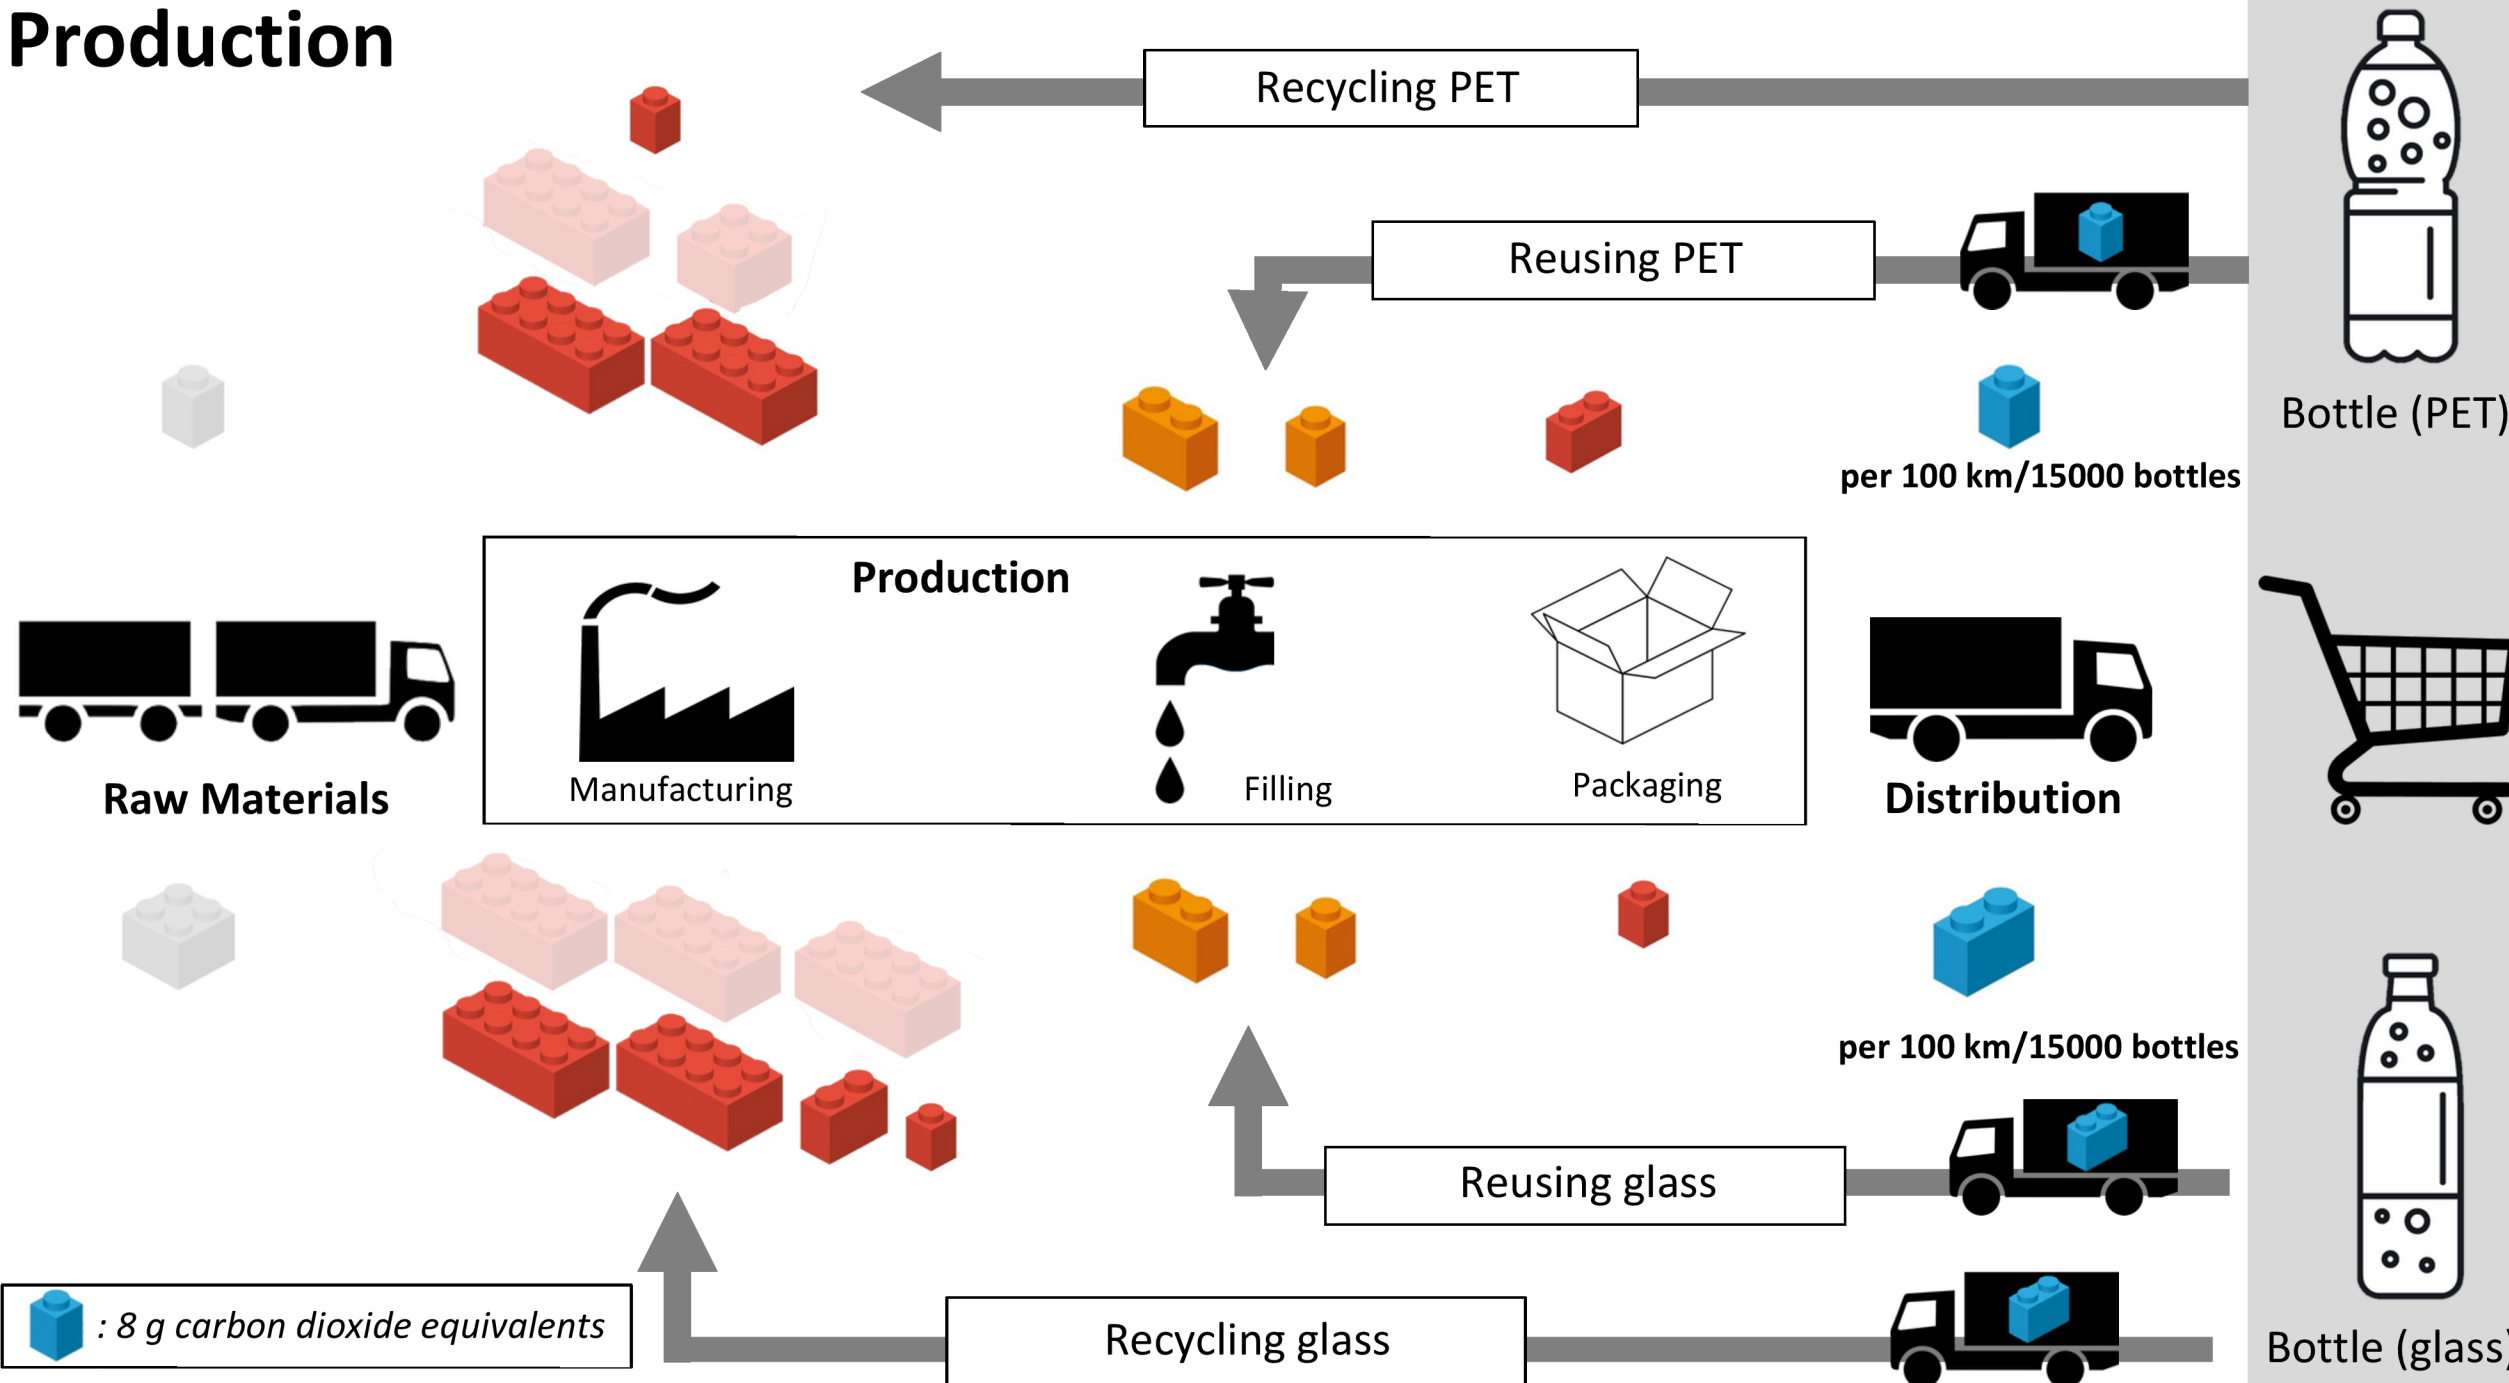 Production
Recycling PET
Reusing PET
Bottle (PET)
per 100 km/15000 bottles
Production
Manufacturing
Filling
Packaging
Raw Materials
Distribution
per 100 km/15000 bottles
Reusing glass
: 8 g carbon dioxide equivalents
Recycling glass
Bottle (glass)